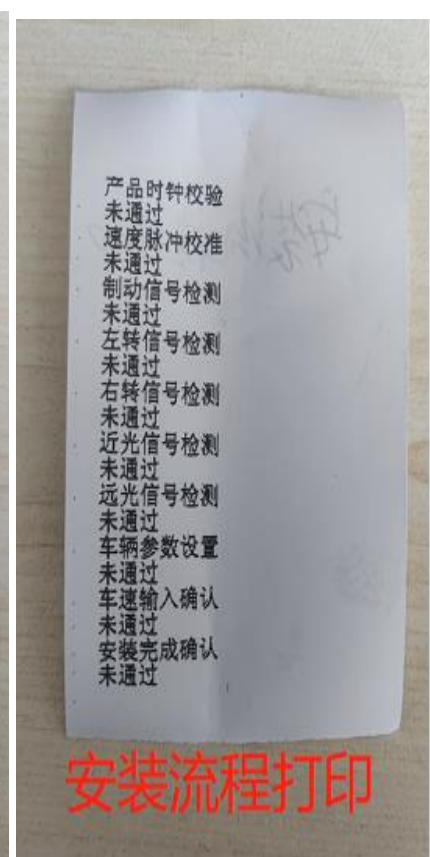 产品时钟校验
未通过
速度脉冲校准
未通过
制动信号检测
未通过
左转信号检测
未通过
右转信号检测
未通过
近光信号检测
未通过
远光信号检测
未通过
车辆参数设置
未通过
车速输入确认
未通过
安装完成确认
未通过
安装流程打印